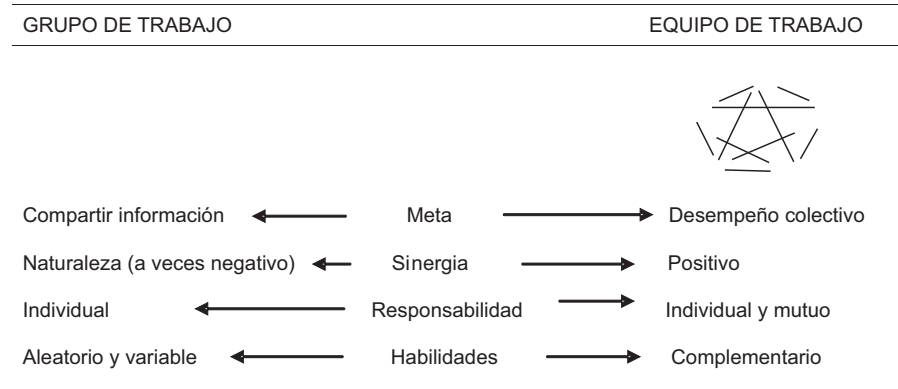 GRUPO DE TRABAJO EQUIPO DE TRABAJO
Compartir información Meta Desempeño colectivo
Naturaleza (a veces negativo) Sinergia Positivo
Individual Responsabilidad Individual y mutuo
Aleatorio y variable Habilidades Complementario